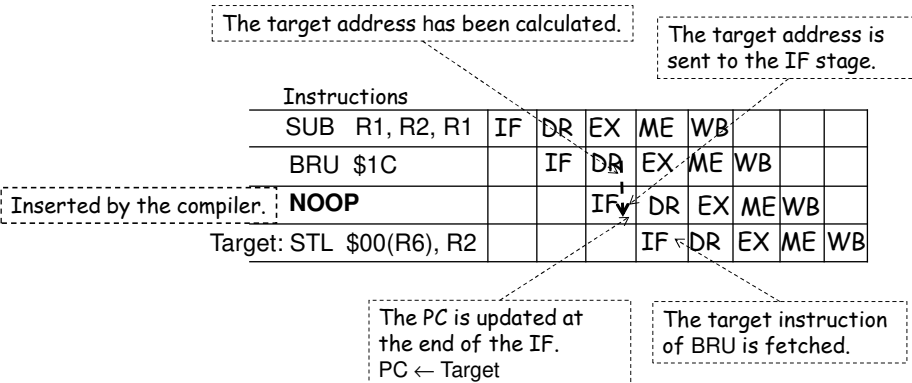 The target address has been calculated.
The target address is
sent to the IF stage.
Instructions
SUB R1, R2, R1 IF DR EX ME WB
BRU $1C IF DR EX ME WB
Inserted by the compiler. NOOP IF DR EX ME WB
Target: STL $00(R6), R2 IF DR EX ME WB
The PC is updated at
the end of the IF.
PC ← Target
The target instruction
of BRU is fetched.